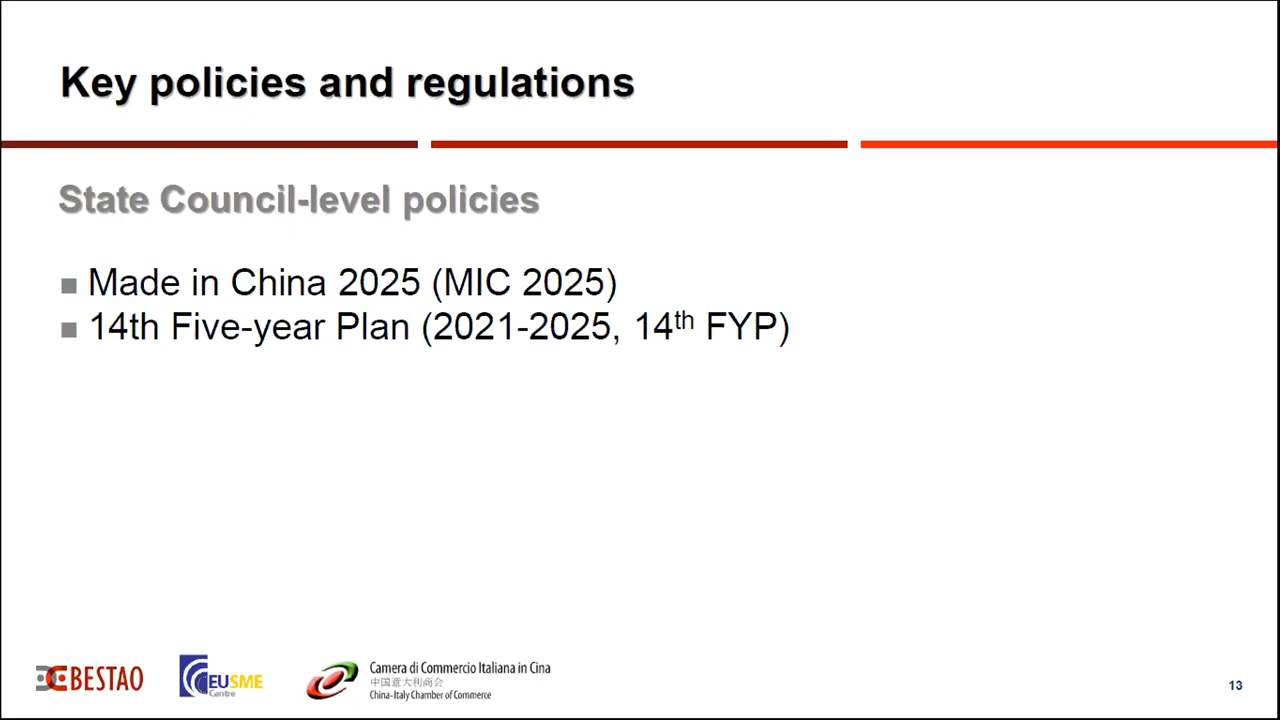 Key policies and regulations
State Council-level policies
Made in China 2025 (MIC 2025)
14th Five-year Plan (2021-2025, 14th FYP)
BESTAO
EUSME
Centre
Camera di Commercio Italiana in Cina
中国意大利商会
China-Italy Chamber of Commerce
13